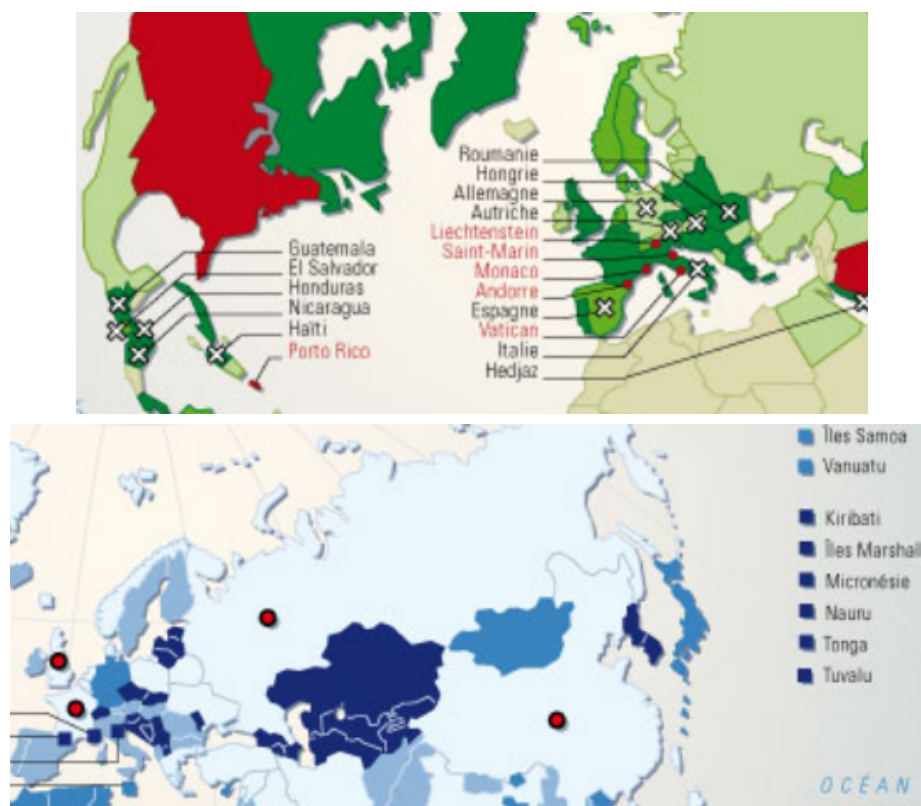 Roumanie
Hongrie
Allemagne
Autriche
Liechtenstein
Saint-Marin
Monaco
Andorre
Espagne
Vatican
Italie
Hedjaz
Guatemala
El Salvador
Honduras
Nicaragua
Haïti
Porto Rico
Îles Samoa
Vanuatu
Kiribati
Îles Marshall
Micronésie
Nauru
Tonga
Tuvalu
OCÉAN